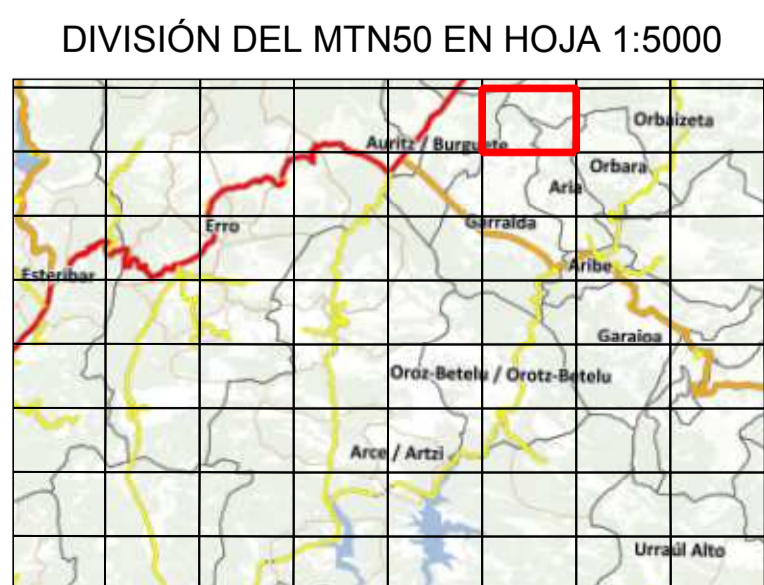 DIVISIÓN DEL MTN50 EN HOJA 1:5000
Orbaizeta
Auritz / Burguete
Orbara
Aria
Erro
Garralda
Aribe
Esteribar
Garaioa
Oroz-Betelu / Orotz-Betelu
Arce / Artzi
Urraúl Alto